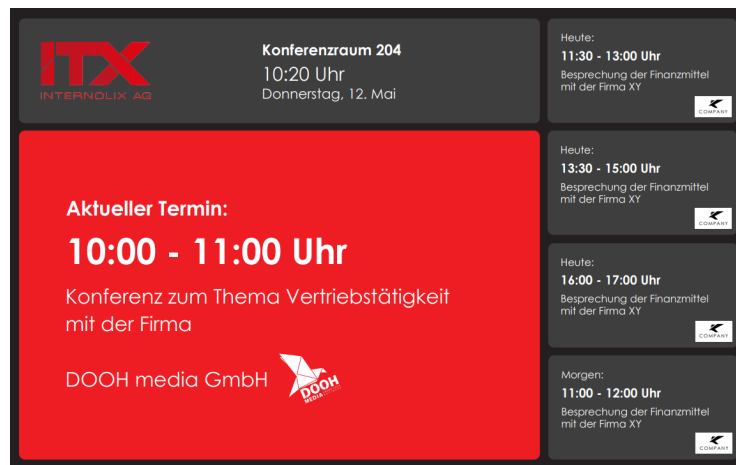 ITX
INTERNOLIX AG
Konferenzraum 204
10:20 Uhr
Donnerstag, 12. Mai
Aktueller Termin:
10:00 - 11:00 Uhr
Konferenz zum Thema Vertriebstätigkeit
mit der Firma
DOOH media GmbH
DOOH
MEDIA
Heute:
11:30 - 13:00 Uhr
Besprechung der Finanzmittel
mit der Firma XY
COMPANY
Heute:
13:30 - 15:00 Uhr
Besprechung der Finanzmittel
mit der Firma XY
COMPANY
Heute:
16:00 - 17:00 Uhr
Besprechung der Finanzmittel
mit der Firma XY
COMPANY
Morgen:
11:00 - 12:00 Uhr
Besprechung der Finanzmittel
mit der Firma XY
COMPANY